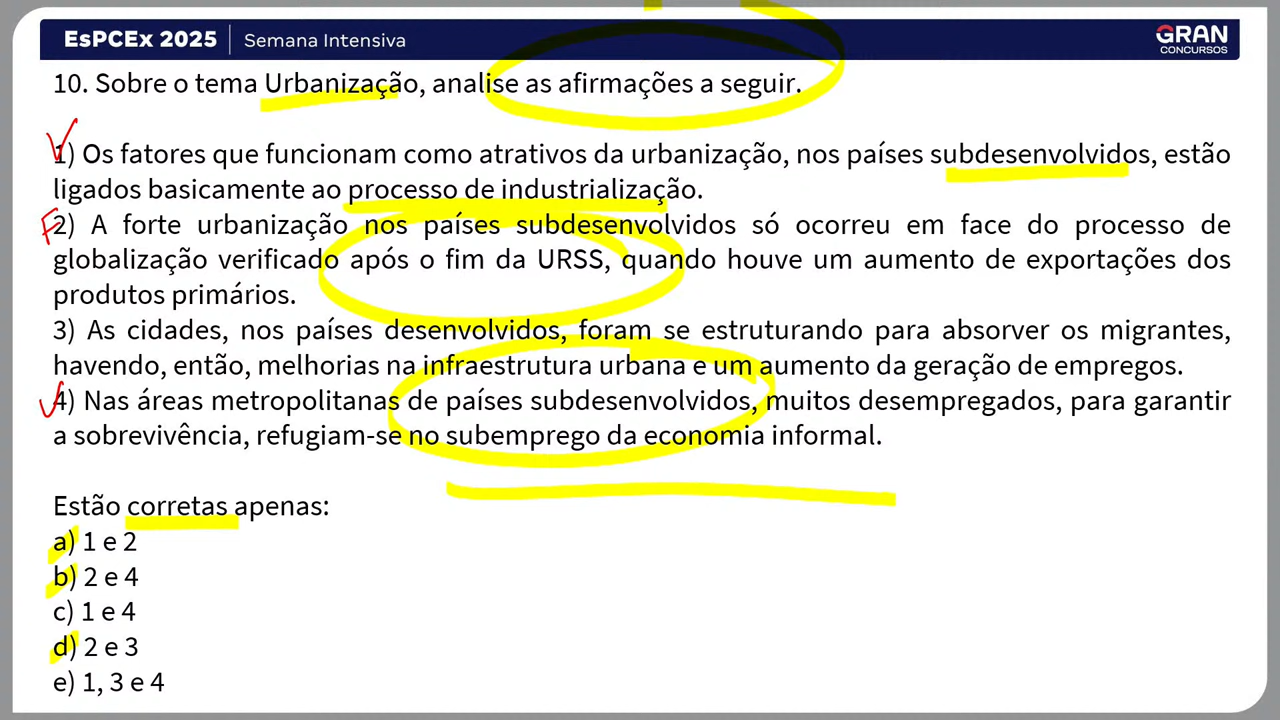 EsPCEx 2025 | Semana Intensiva
GRAN
CONCURSOS
10. Sobre o tema Urbanização, analise as afirmações a seguir.
V
1) Os fatores que funcionam como atrativos da urbanização, nos países subdesenvolvidos, estão
ligados basicamente ao processo de industrialização.
F
2) A forte urbanização nos países subdesenvolvidos só ocorreu em face do processo de
globalização verificado após o fim da URSS, quando houve um aumento de exportações dos
produtos primários.
3) As cidades, nos países desenvolvidos, foram se estruturando para absorver os migrantes,
havendo, então, melhorias na infraestrutura urbana e um aumento da geração de empregos.
V
4) Nas áreas metropolitanas de países subdesenvolvidos, muitos desempregados, para garantir
a sobrevivência, refugiam-se no subemprego da economia informal.
Estão corretas apenas:
a) 1 e 2
b) 2 e 4
c) 1 e 4
d) 2 e 3
e) 1, 3 e 4